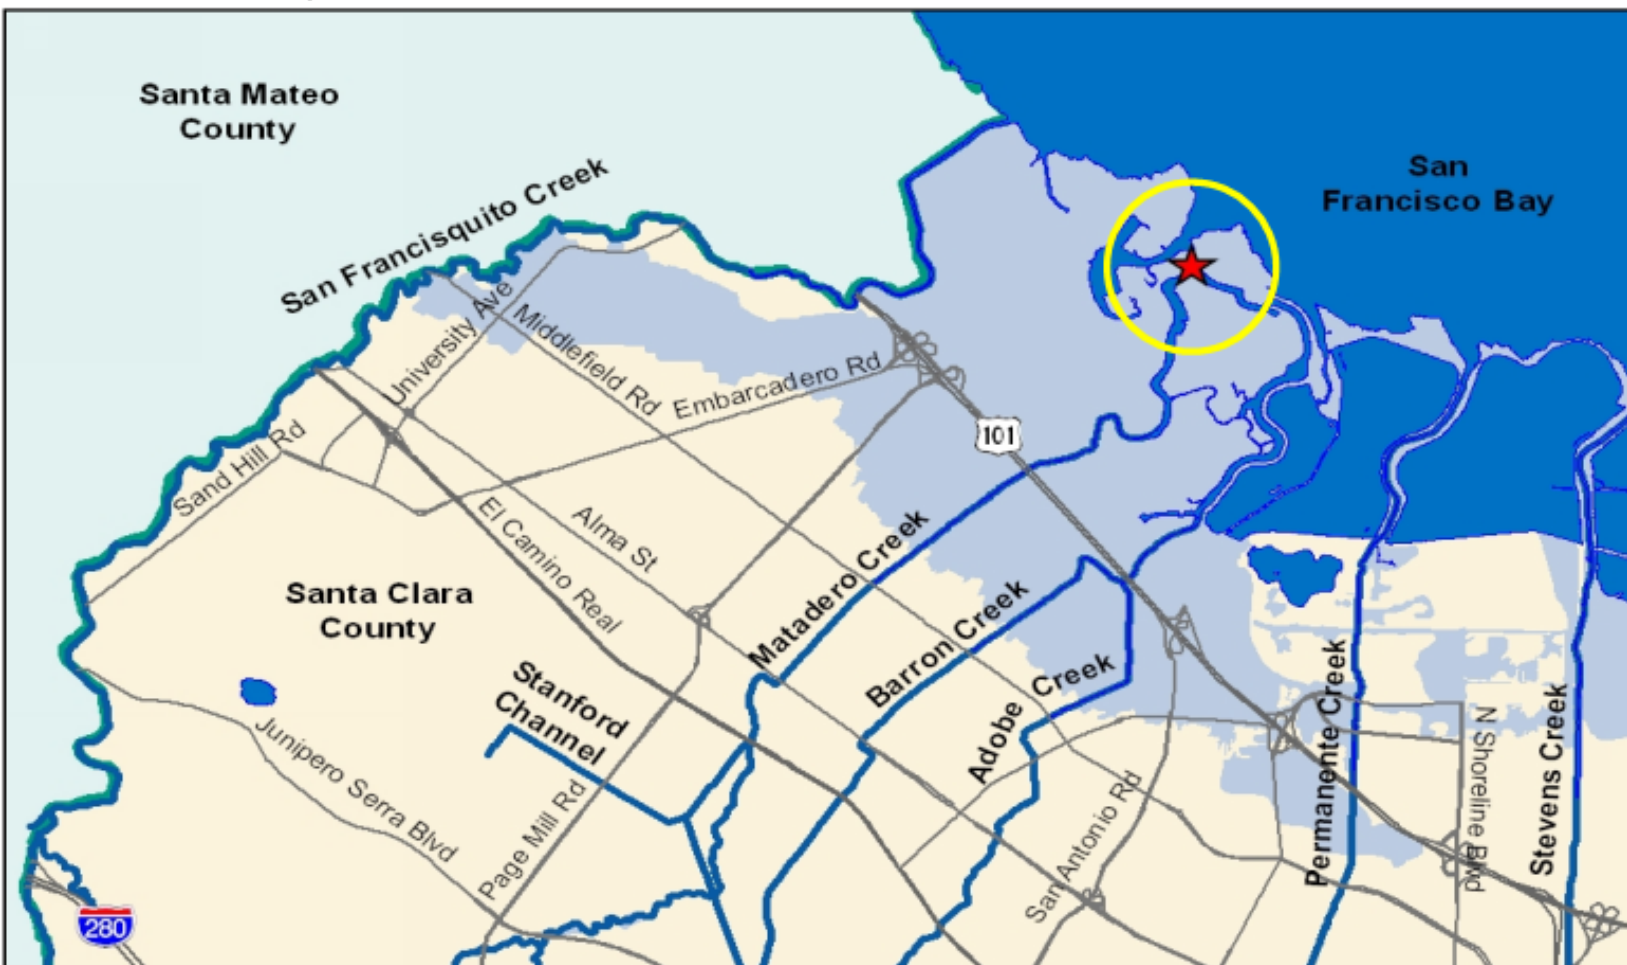 Santa Mateo
County
San
Francisco Bay
San Francisquito Creek
University Ave
Middlefield Rd
Embarcadero Rd
101
Sand Hill Rd
El Camino Real
Alma St
Matadero Creek
Santa Clara
County
Barron Creek
Stanford
Channel
Adobe Creek
Permanente Creek
N Shoreline Blvd
Stevens Creek
Junipero Serra Blvd
Page Mill Rd
San Antonio Rd
280